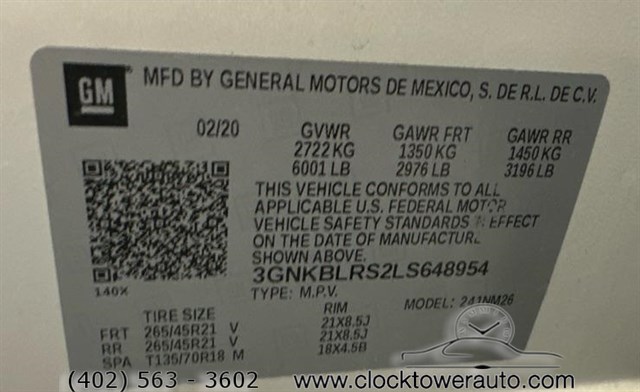 GM ® MFD BY GENERAL MOTORS DE MEXICO, S. DE R.L. DE C.V.
02/20 GVWR GAWR FRT GAWR RR
2722 KG 1350 KG 1450 KG
6001 LB 2976 LB 3196 LB
THIS VEHICLE CONFORMS TO ALL
APPLICABLE U.S. FEDERAL MOTOR
VEHICLE SAFETY STANDARDS IN EFFECT
ON THE DATE OF MANUFACTURE
SHOWN ABOVE.
3GNKBLRS2LS648954
140X TYPE: M.P.V. MODEL: 241NM26
TIRE SIZE RIM
FRT 265/45R21 V 21X8.5J
RR 265/45R21 V 21X8.5J
SPA T135/70R18 M 18X4.5B
(402) 563 - 3602 www.clocktowerauto.com